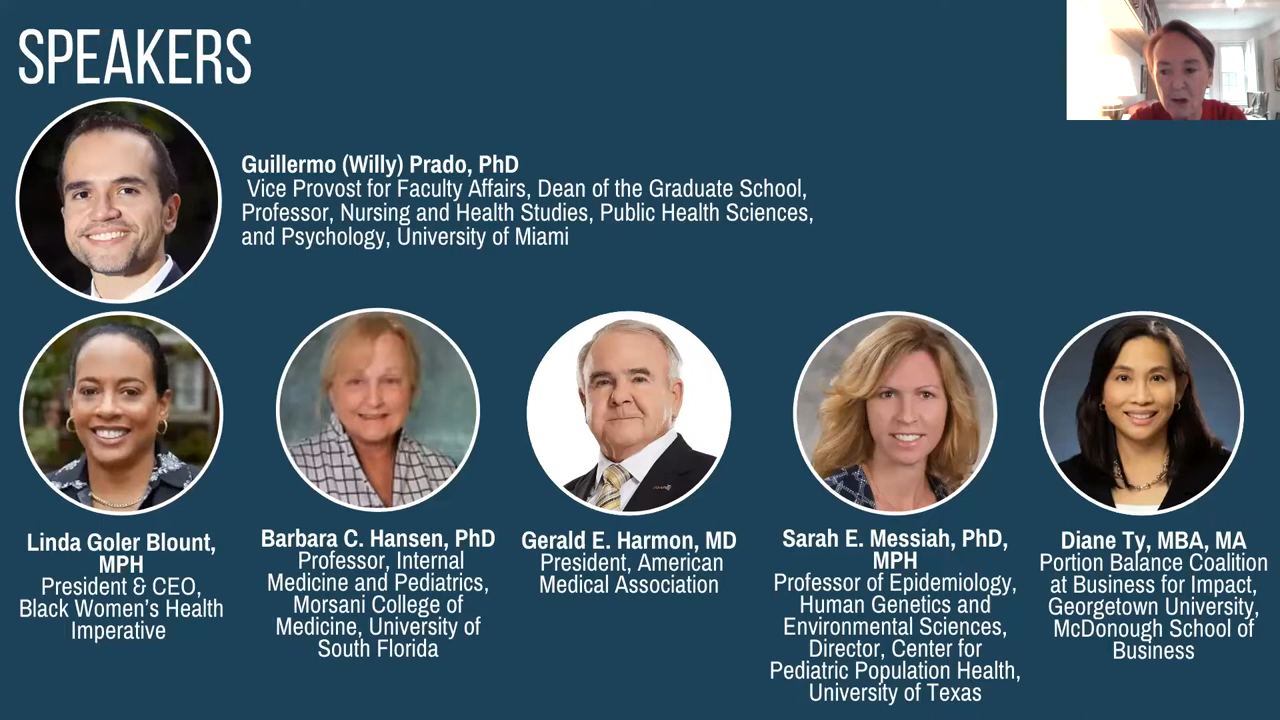 SPEAKERS
Guillermo (Willy) Prado, PhD
Vice Provost for Faculty Affairs, Dean of the Graduate School,
Professor, Nursing and Health Studies, Public Health Sciences,
and Psychology, University of Miami
Linda Goler Blount,
MPH
President & CEO,
Black Women's Health
Imperative
Barbara C. Hansen, PhD
Professor, Internal
Medicine and Pediatrics,
Morsani College of
Medicine, University of
South Florida
Gerald E. Harmon, MD
President, American
Medical Association
Sarah E. Messiah, PhD,
MPH
Professor of Epidemiology,
Human Genetics and
Environmental Sciences,
Director, Center for
Pediatric Population Health,
University of Texas
Diane Ty, MBA, MA
Portion Balance Coalition
at Business for Impact,
Georgetown University,
McDonough School of
Business